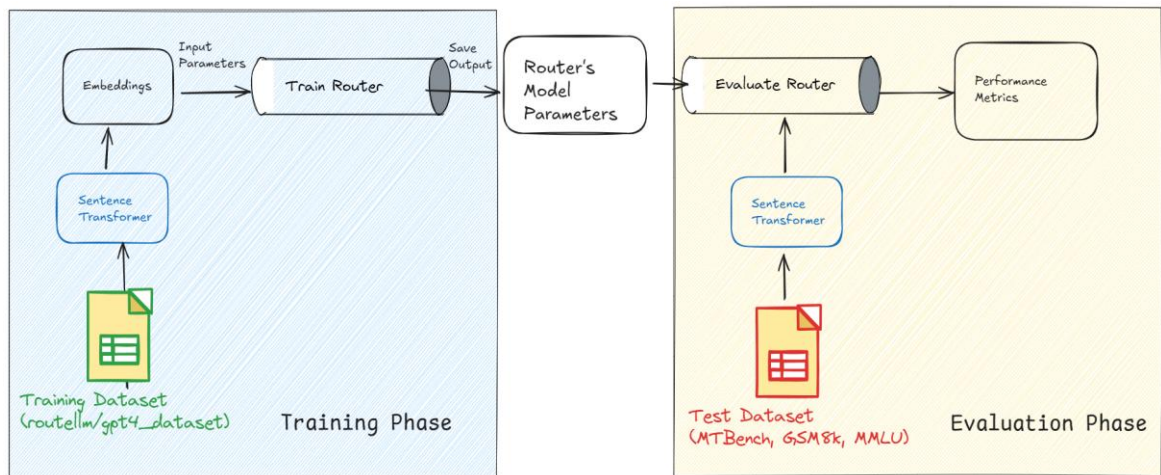 Input
Parameters
Save
Output
Embeddings
Train Router
Router's
Model
Parameters
Evaluate Router
Performance
Metrics
Sentence
Transformer
Sentence
Transformer
Training Dataset
(routellm/gpt4_dataset)
Training Phase
Test Dataset
(MTBench, GSM8k, MMLU)
Evaluation Phase